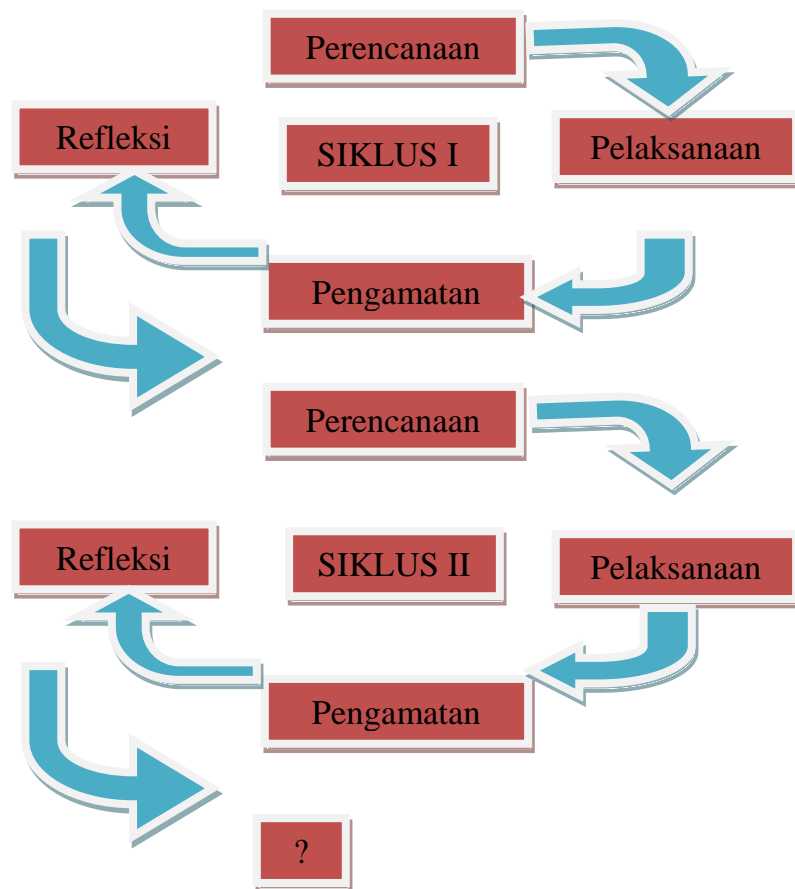 Perencanaan
Refleksi
SIKLUS I
Pelaksanaan
Pengamatan
Perencanaan
Refleksi
SIKLUS II
Pelaksanaan
Pengamatan
?